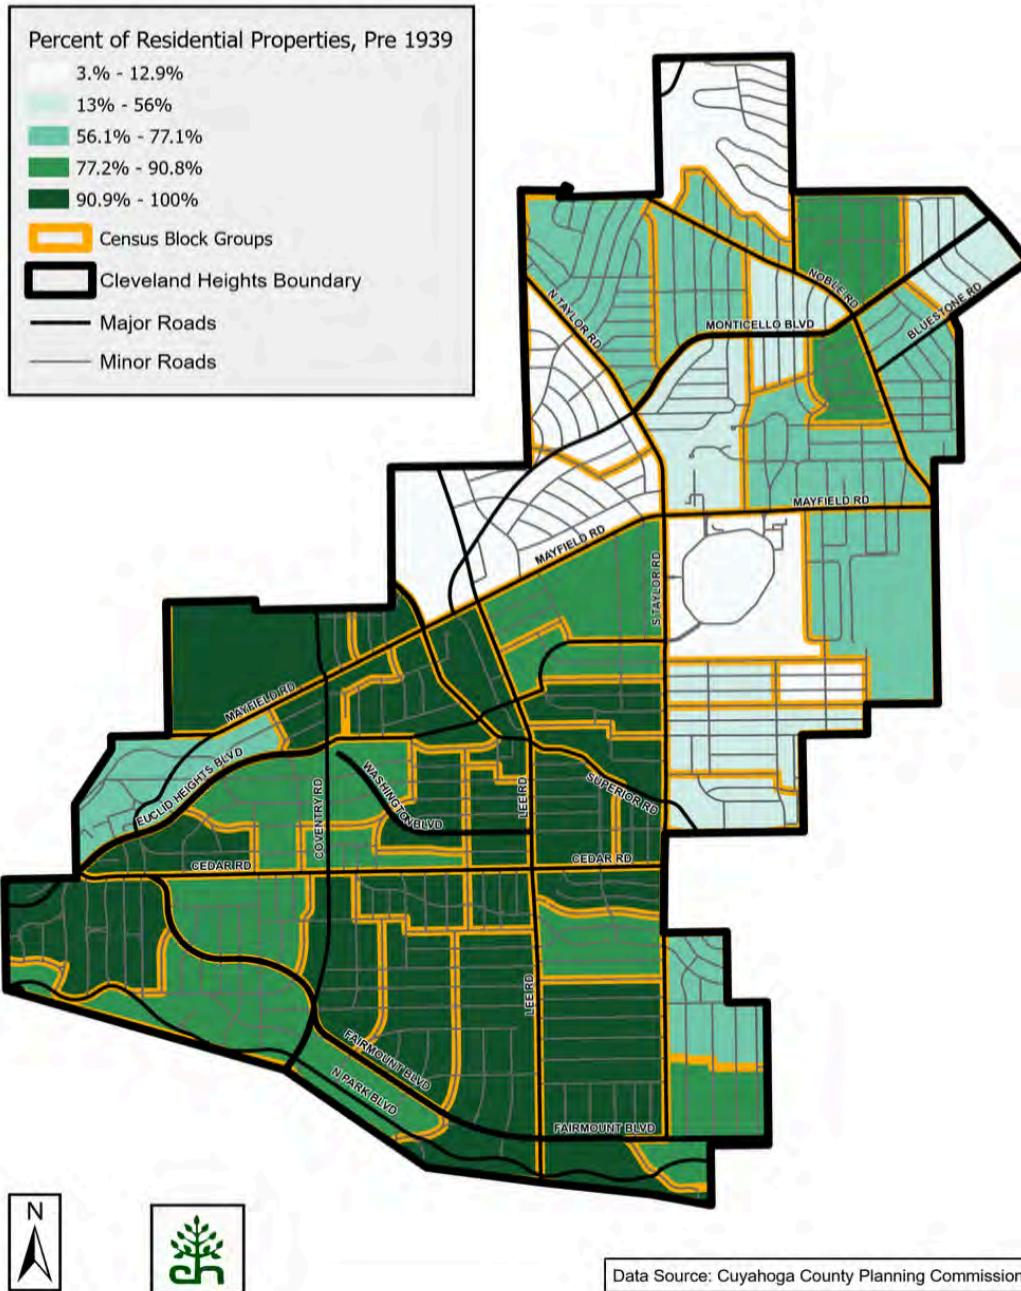 Percent of Residential Properties, Pre 1939
3.% - 12.9%
13% - 56%
56.1% - 77.1%
77.2% - 90.8%
90.9% - 100%
Census Block Groups
Cleveland Heights Boundary
Major Roads
Minor Roads
NOBLE RD
BLUESTONE RD
N TAYLOR RD
MONTICELLO BLVD
MAYFIELD RD
MAYFIELD RD
S TAYLOR RD
MAYFIELD RD
EUCLID HEIGHTS BLVD
COVENTRY RD
WASHINGTON BLVD
LEE RD
SUPERIOR RD
CEDAR RD
CEDAR RD
LEE RD
FAIRMOUNT BLVD
N PARK BLVD
FAIRMOUNT BLVD
N
ch
Data Source: Cuyahoga County Planning Commission